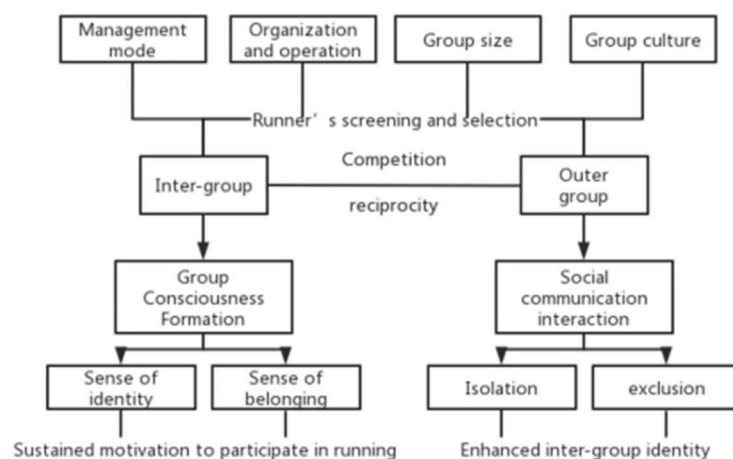 Management
mode
Organization
and operation
Group size
Group culture
Runner’s screening and selection
Competition
Inter-group
Outer
group
reciprocity
Group
Consciousness
Formation
Social
communication
interaction
Sense of
identity
Sense of
belonging
Isolation
exclusion
Sustained motivation to participate in running
Enhanced inter-group identity